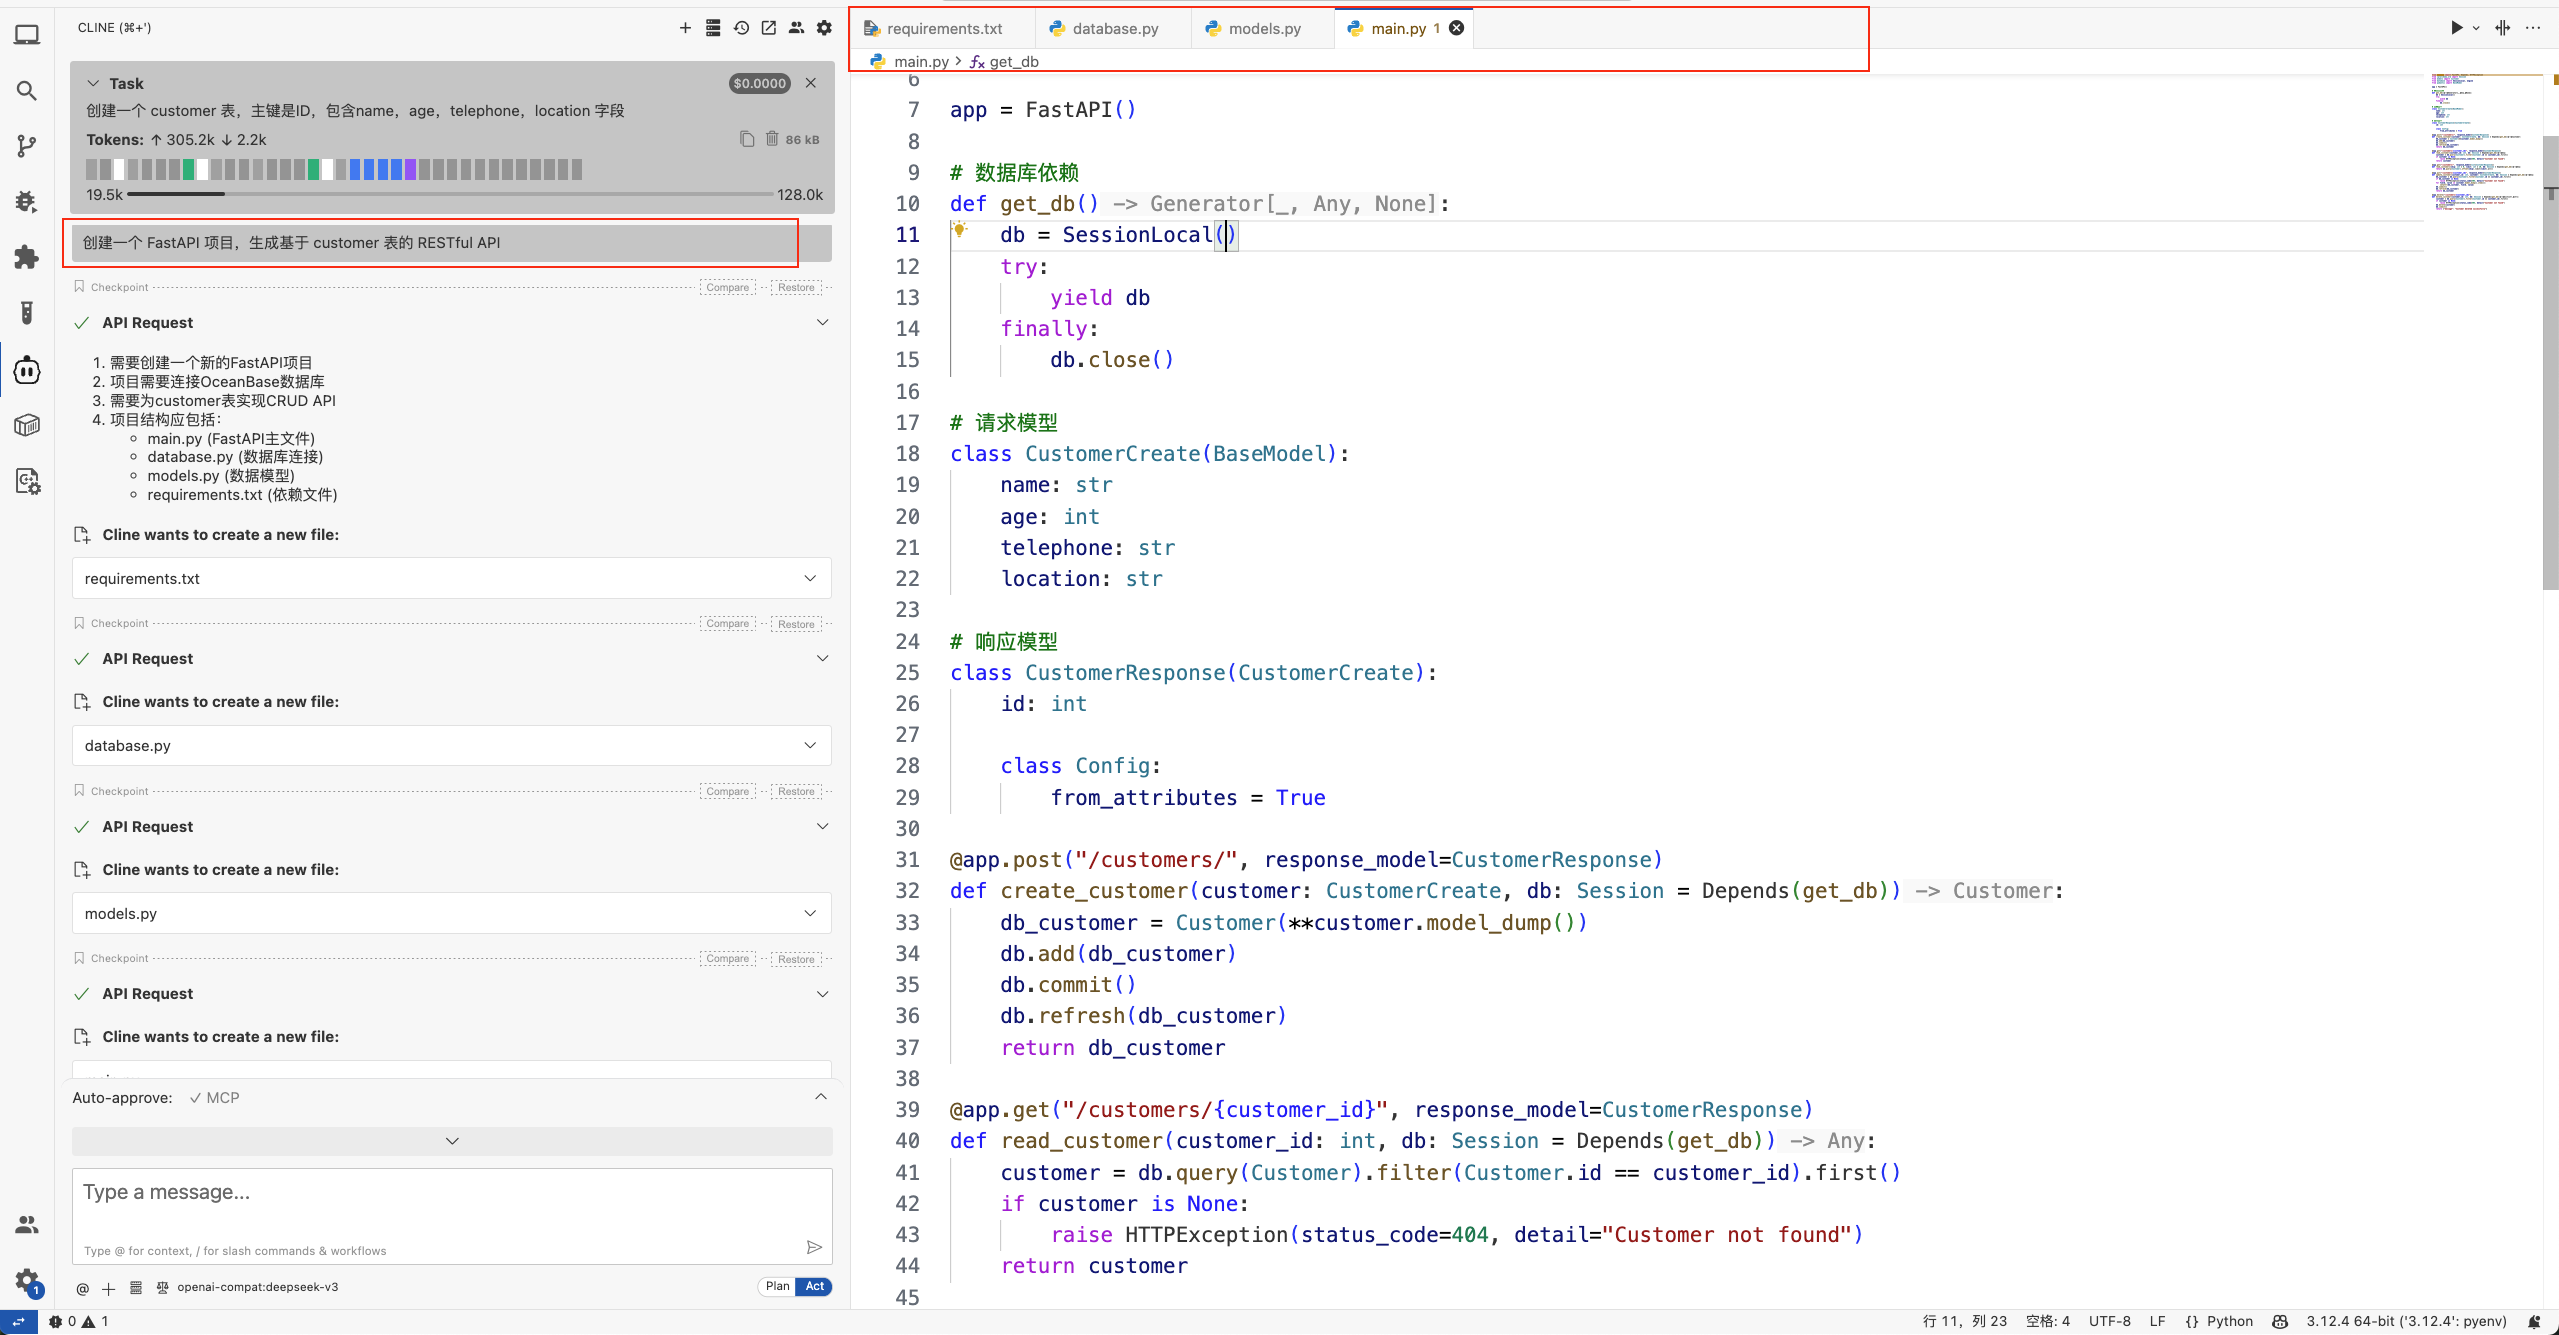 CLINE (⌘+')
Task
$0.0000
创建一个 customer 表，主键是ID，包含name，age，telephone，location 字段
Tokens: ↑ 305.2k ↓ 2.2k
86 kB
19.5k
128.0k
创建一个 FastAPI 项目，生成基于 customer 表的 RESTful API
Checkpoint
Compare
Restore
API Request
1. 需要创建一个新的FastAPI项目
2. 项目需要连接OceanBase数据库
3. 需要为customer表实现CRUD API
4. 项目结构应包括：
main.py (FastAPI主文件)
database.py (数据库连接)
models.py (数据模型)
requirements.txt (依赖文件)
Cline wants to create a new file:
requirements.txt
Checkpoint
Compare
Restore
API Request
Cline wants to create a new file:
database.py
Checkpoint
Compare
Restore
API Request
Cline wants to create a new file:
models.py
Checkpoint
Compare
Restore
API Request
Cline wants to create a new file:
Auto-approve: ✓ MCP
Type a message...
Type @ for context, / for slash commands & workflows
@ openai-compat:deepseek-v3
Plan Act
1
0 1
requirements.txt
database.py
models.py
main.py 1
main.py > get_db
6
7 app = FastAPI()
8
9 # 数据库依赖
10 def get_db() -> Generator[_, Any, None]:
11 db = SessionLocal()
12 try:
13 yield db
14 finally:
15 db.close()
16
17 # 请求模型
18 class CustomerCreate(BaseModel):
19 name: str
20 age: int
21 telephone: str
22 location: str
23
24 # 响应模型
25 class CustomerResponse(CustomerCreate):
26 id: int
27
28 class Config:
29 from_attributes = True
30
31 @app.post("/customers/", response_model=CustomerResponse)
32 def create_customer(customer: CustomerCreate, db: Session = Depends(get_db)) -> Customer:
33 db_customer = Customer(**customer.model_dump())
34 db.add(db_customer)
35 db.commit()
36 db.refresh(db_customer)
37 return db_customer
38
39 @app.get("/customers/{customer_id}", response_model=CustomerResponse)
40 def read_customer(customer_id: int, db: Session = Depends(get_db)) -> Any:
41 customer = db.query(Customer).filter(Customer.id == customer_id).first()
42 if customer is None:
43 raise HTTPException(status_code=404, detail="Customer not found")
44 return customer
45
行 11，列 23
空格: 4
UTF-8
LF
{} Python
3.12.4 64-bit ('3.12.4': pyenv)